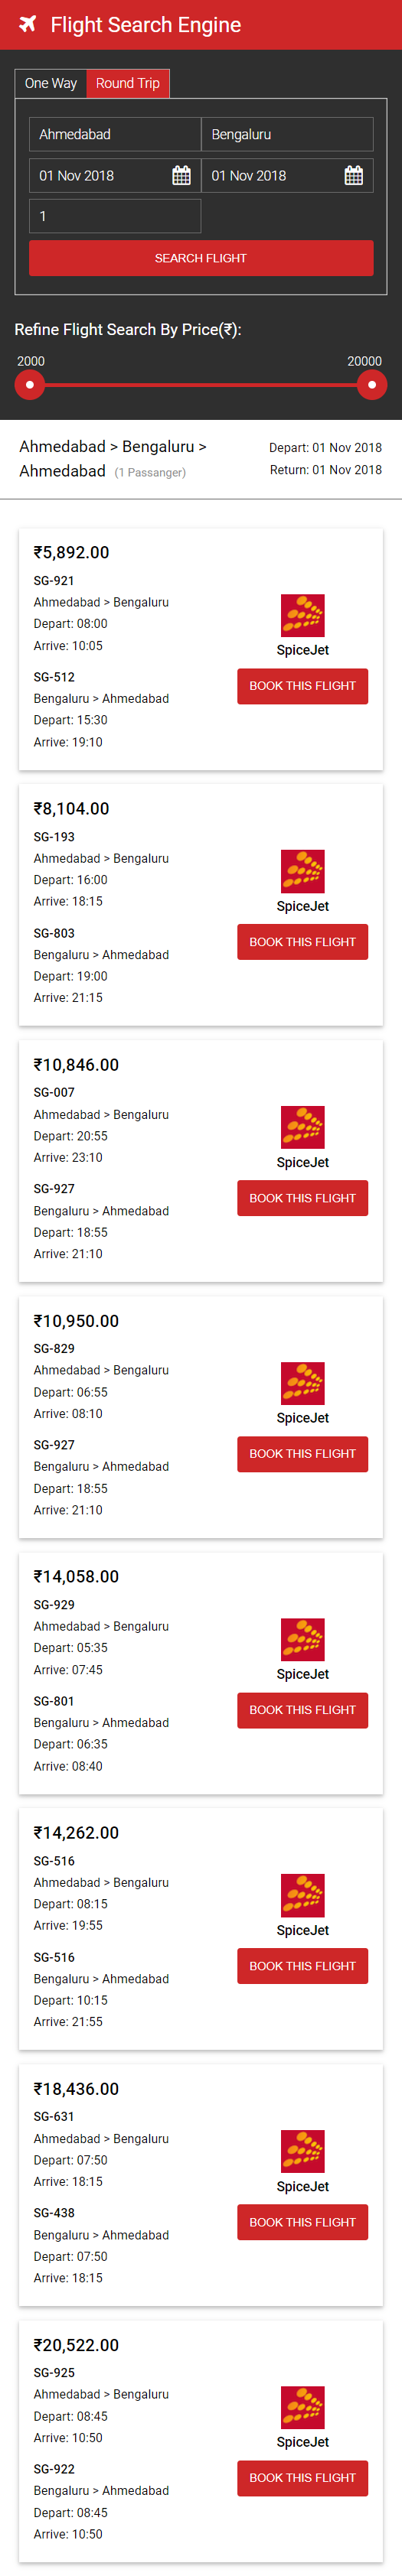 Flight Search Engine
One Way Round Trip
Ahmedabad Bengaluru
01 Nov 2018 01 Nov 2018
1
SEARCH FLIGHT
Refine Flight Search By Price(₹):
2000 20000
Ahmedabad > Bengaluru >
Ahmedabad (1 Passanger)
Depart: 01 Nov 2018
Return: 01 Nov 2018
₹5,892.00
SG-921
Ahmedabad > Bengaluru
Depart: 08:00
Arrive: 10:05
SG-512
Bengaluru > Ahmedabad
Depart: 15:30
Arrive: 19:10
SpiceJet
BOOK THIS FLIGHT
₹8,104.00
SG-193
Ahmedabad > Bengaluru
Depart: 16:00
Arrive: 18:15
SG-803
Bengaluru > Ahmedabad
Depart: 19:00
Arrive: 21:15
SpiceJet
BOOK THIS FLIGHT
₹10,846.00
SG-007
Ahmedabad > Bengaluru
Depart: 20:55
Arrive: 23:10
SG-927
Bengaluru > Ahmedabad
Depart: 18:55
Arrive: 21:10
SpiceJet
BOOK THIS FLIGHT
₹10,950.00
SG-829
Ahmedabad > Bengaluru
Depart: 06:55
Arrive: 08:10
SG-927
Bengaluru > Ahmedabad
Depart: 18:55
Arrive: 21:10
SpiceJet
BOOK THIS FLIGHT
₹14,058.00
SG-929
Ahmedabad > Bengaluru
Depart: 05:35
Arrive: 07:45
SG-801
Bengaluru > Ahmedabad
Depart: 06:35
Arrive: 08:40
SpiceJet
BOOK THIS FLIGHT
₹14,262.00
SG-516
Ahmedabad > Bengaluru
Depart: 08:15
Arrive: 19:55
SG-516
Bengaluru > Ahmedabad
Depart: 10:15
Arrive: 21:55
SpiceJet
BOOK THIS FLIGHT
₹18,436.00
SG-631
Ahmedabad > Bengaluru
Depart: 07:50
Arrive: 18:15
SG-438
Bengaluru > Ahmedabad
Depart: 07:50
Arrive: 18:15
SpiceJet
BOOK THIS FLIGHT
₹20,522.00
SG-925
Ahmedabad > Bengaluru
Depart: 08:45
Arrive: 10:50
SG-922
Bengaluru > Ahmedabad
Depart: 08:45
Arrive: 10:50
SpiceJet
BOOK THIS FLIGHT